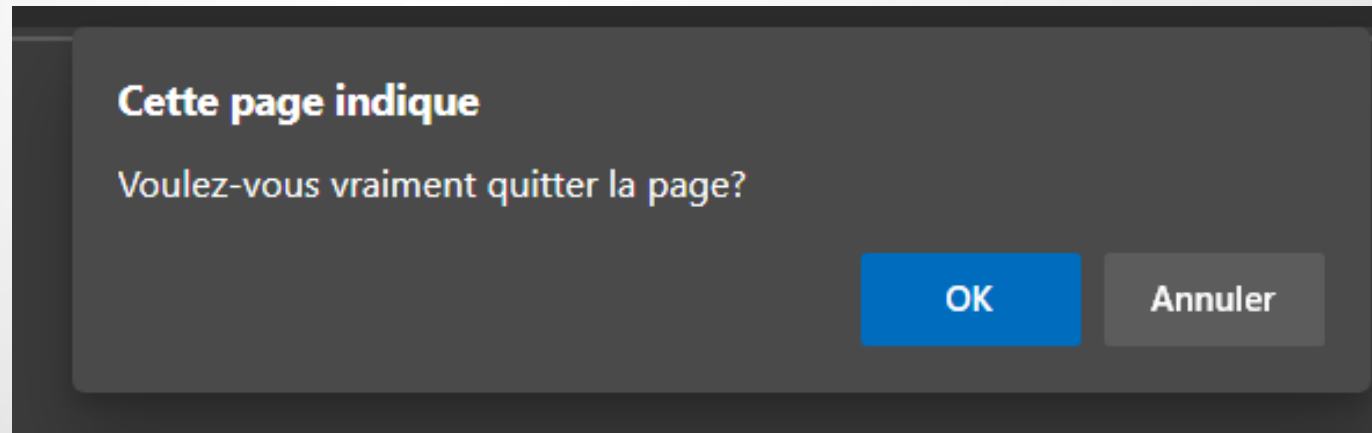 Cette page indique
Voulez-vous vraiment quitter la page?
OK
Annuler